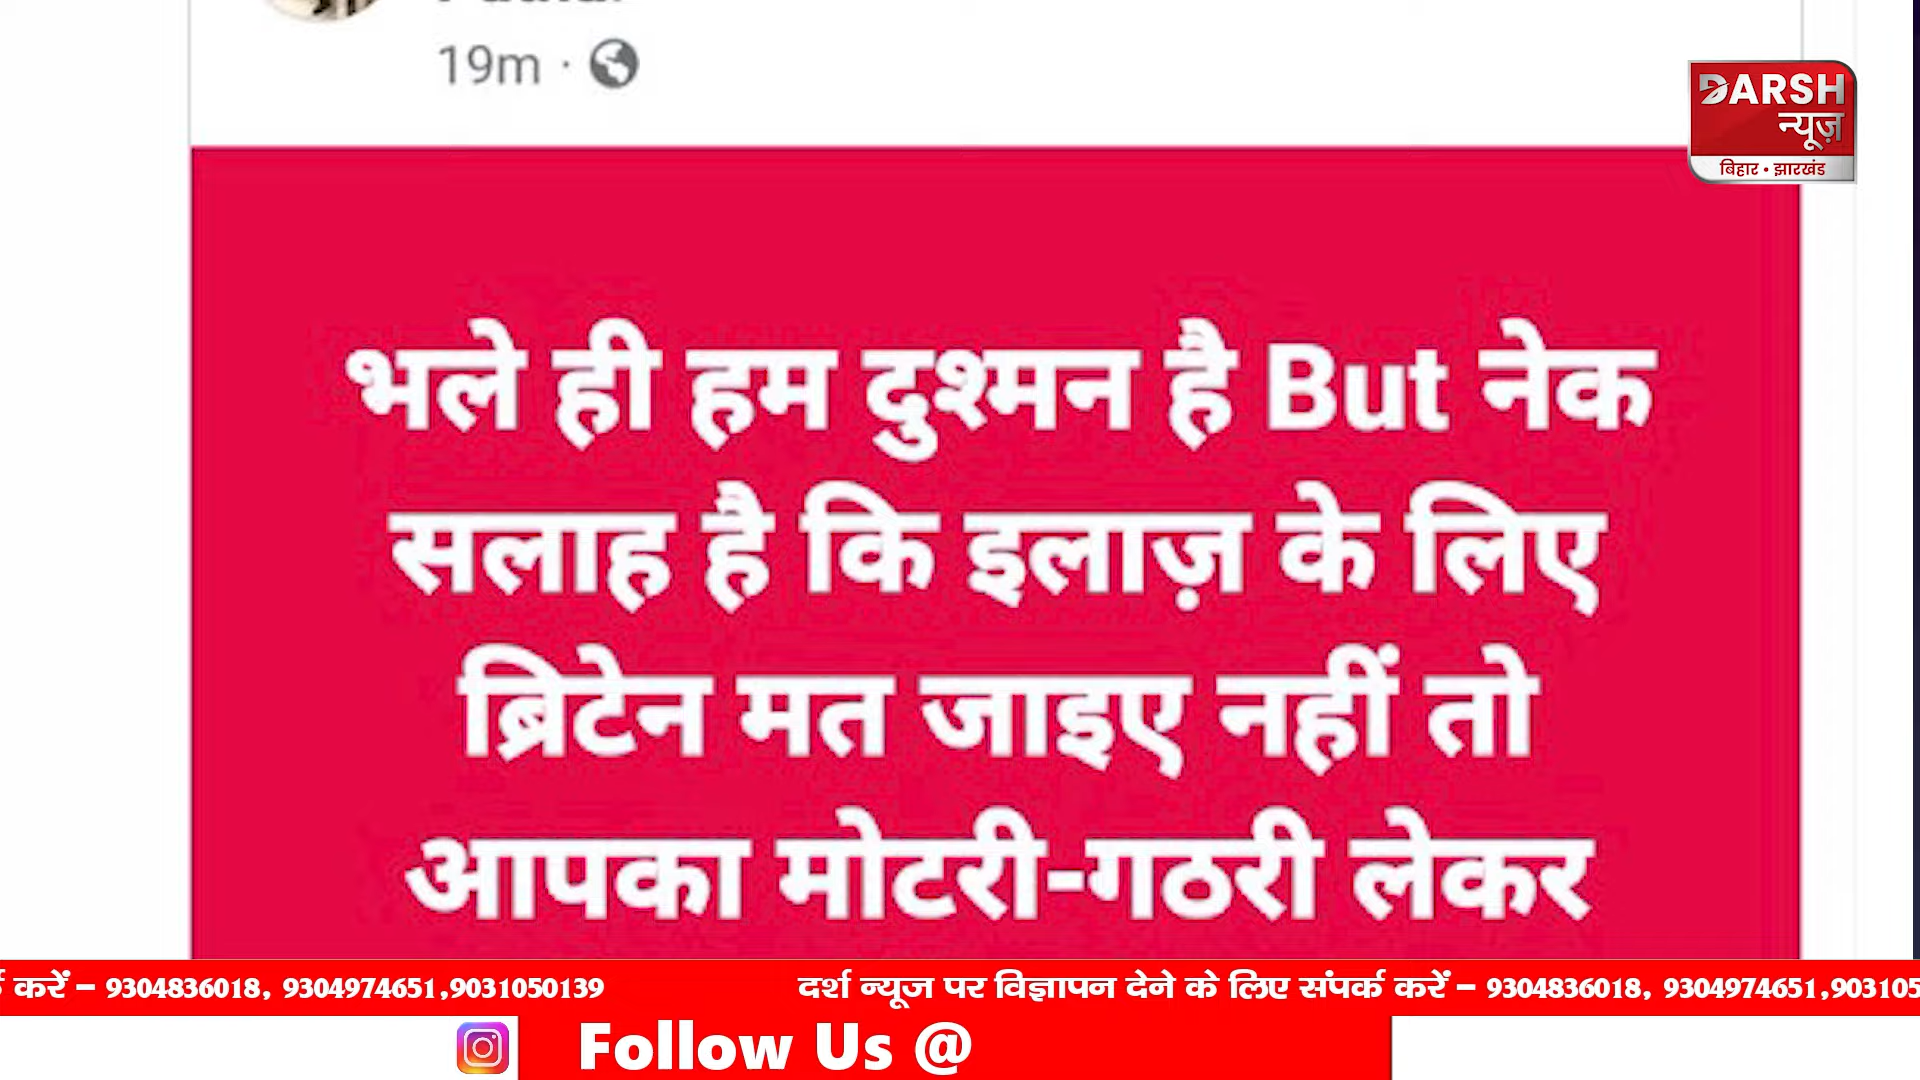 19m ·
DARSH
न्यूज़
बिहार • झारखंड
भले ही हम दुश्मन है But नेक
सलाह है कि इलाज़ के लिए
ब्रिटेन मत जाइए नहीं तो
आपका मोटरी-गठरी लेकर
करें – 9304836018, 9304974651,9031050139 दर्श न्यूज पर विज्ञापन देने के लिए संपर्क करें – 9304836018, 9304974651,903105
Follow Us @